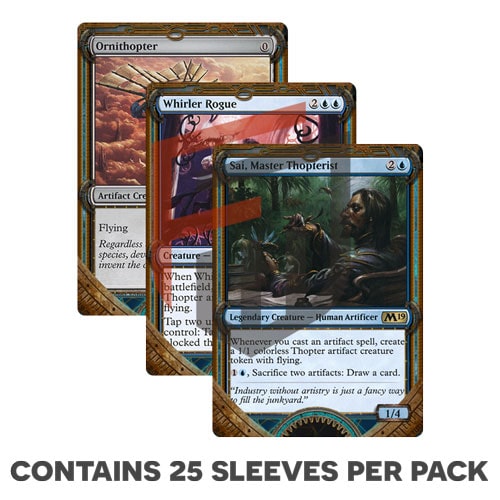 Ornithopter 0
Artifact Cre
Flying
Regardless
species, dev
invent the
Whirler Rogue 2
Creature —
When Whi
battlefield,
Thopter a
flying.
Tap two u
control: Ta
blocked th
Sai, Master Thopterist 2
Legendary Creature — Human Artificer M19
Whenever you cast an artifact spell, create
a 1/1 colorless Thopter artifact creature
token with flying.
1, Sacrifice two artifacts: Draw a card.
"Industry without artistry is just a fancy way
to fill the junkyard."
1/4
CONTAINS 25 SLEEVES PER PACK